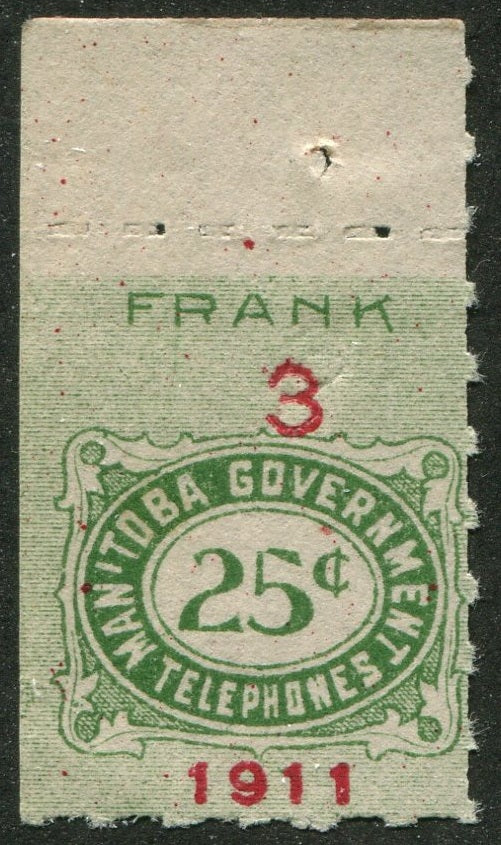 FRANK
3
MANITOBA GOVERNMENT
25¢
TELEPHONES
1911